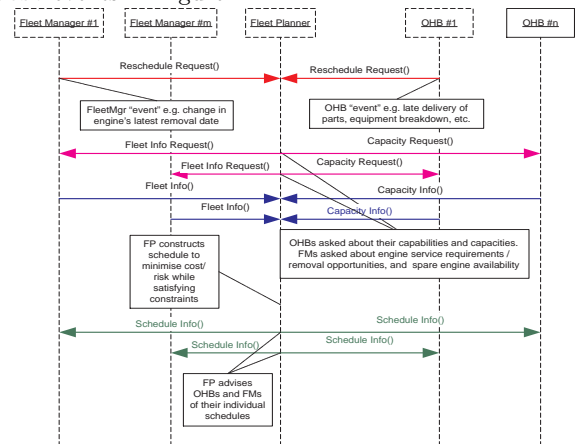 Fleet Manager #1 Fleet Manager #m Fleet Planner OHB #1 OHB #n
Reschedule Request() Reschedule Request()
FleetMgr "event" e.g. change in
engine's latest removal date
OHB "event" e.g. late delivery of
parts, equipment breakdown, etc.
Fleet Info Request() Capacity Request()
Fleet Info Request() Capacity Request()
Fleet Info() Capacity Info()
Fleet Info() Capacity Info()
FP constructs
schedule to
minimise cost/
risk while
satisfying
constraints
OHBs asked about their capabilities and capacities.
FMs asked about engine service requirements /
removal opportunities, and spare engine availability
Schedule Info() Schedule Info()
Schedule Info() Schedule Info()
FP advises
OHBs and FMs
of their individual
schedules